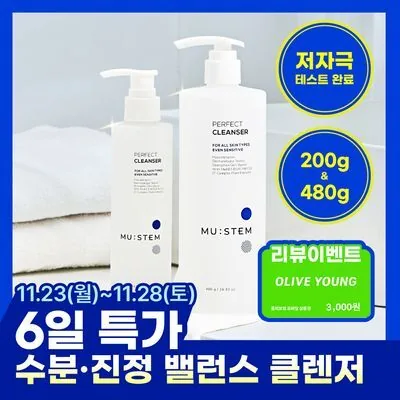 저자극
테스트 완료
PERFECT
CLEANSER
FOR ALL SKIN TYPES
EVEN SENSITIVE
MU:STEM
PERFECT
CLEANSER
FOR ALL SKIN TYPES
EVEN SENSITIVE
MU:STEM
200g
&
480g
리뷰이벤트
OLIVE YOUNG
3,000원
11.23(월)~11.28(토)
6일 특가
수분·진정 밸런스 클렌저